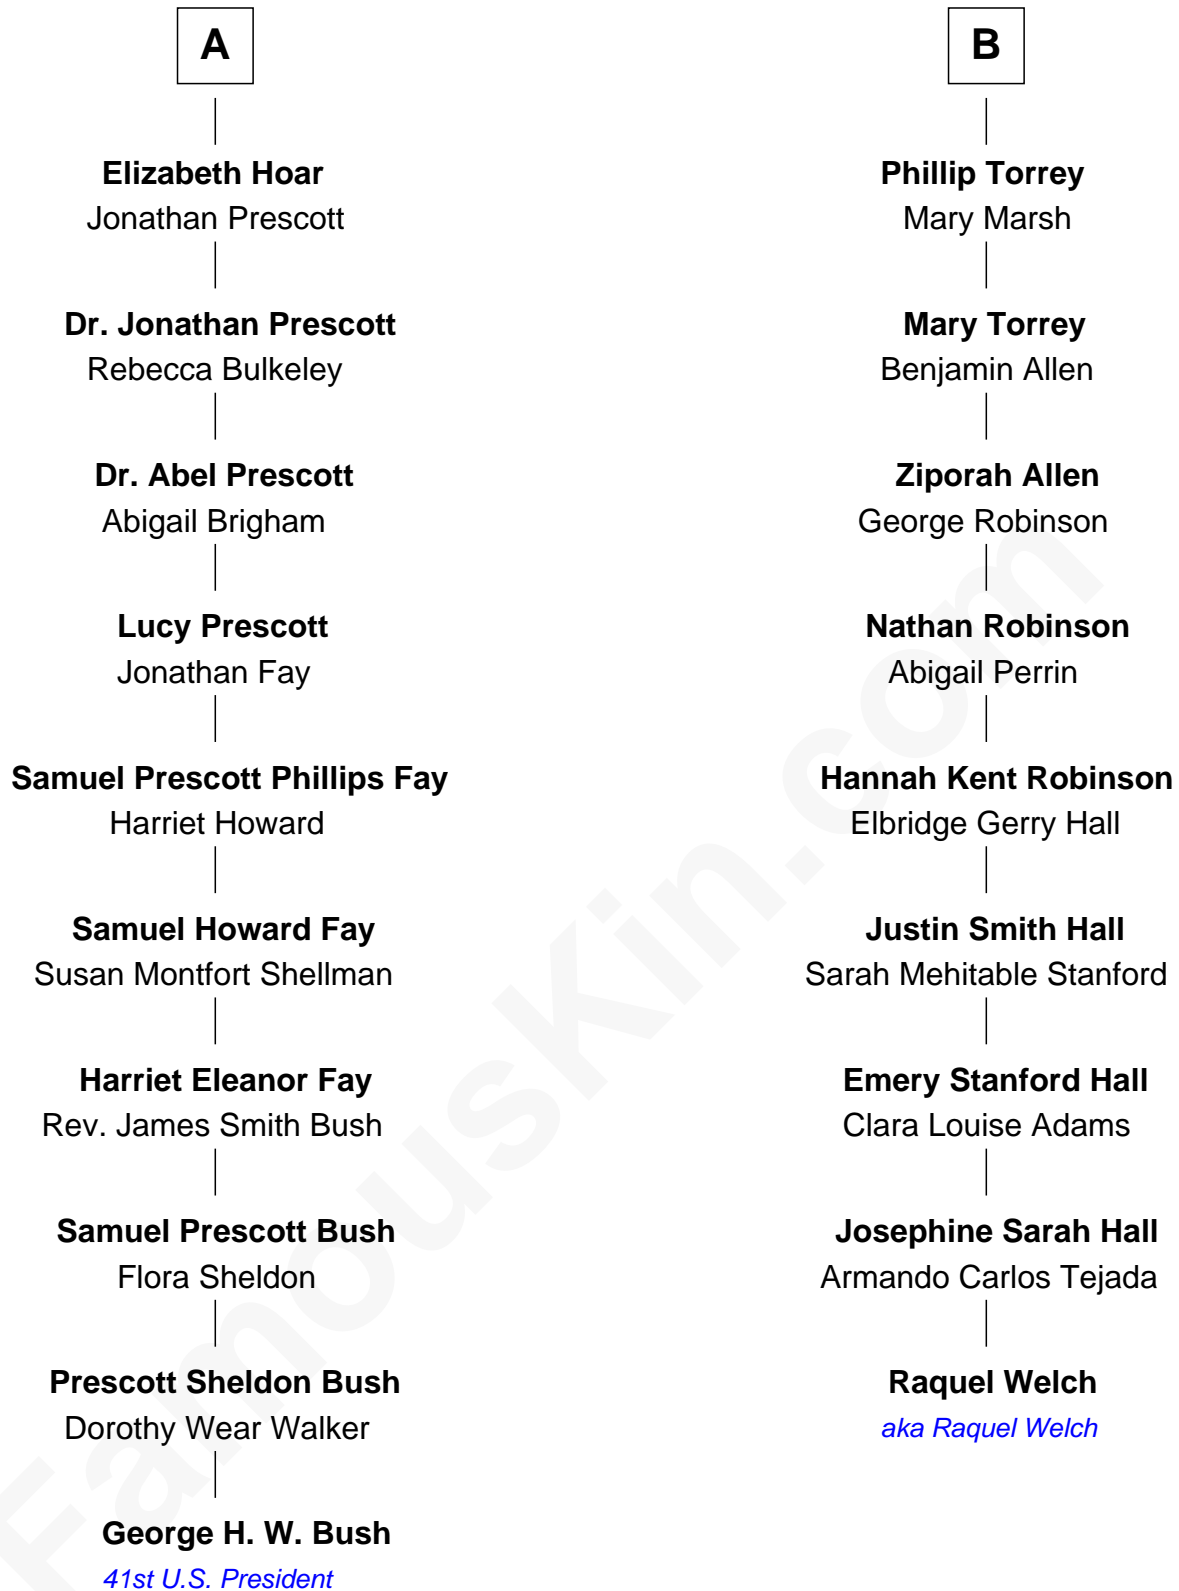 A
Elizabeth Hoar
Jonathan Prescott
Dr. Jonathan Prescott
Rebecca Bulkeley
Dr. Abel Prescott
Abigail Brigham
Lucy Prescott
Jonathan Fay
Samuel Prescott Phillips Fay
Harriet Howard
Samuel Howard Fay
Susan Montfort Shellman
Harriet Eleanor Fay
Rev. James Smith Bush
Samuel Prescott Bush
Flora Sheldon
Prescott Sheldon Bush
Dorothy Wear Walker
George H. W. Bush
41st U.S. President
B
Phillip Torrey
Mary Marsh
Mary Torrey
Benjamin Allen
Ziporah Allen
George Robinson
Nathan Robinson
Abigail Perrin
Hannah Kent Robinson
Elbridge Gerry Hall
Justin Smith Hall
Sarah Mehitable Stanford
Emery Stanford Hall
Clara Louise Adams
Josephine Sarah Hall
Armando Carlos Tejada
Raquel Welch
aka Raquel Welch
FamousKin.com